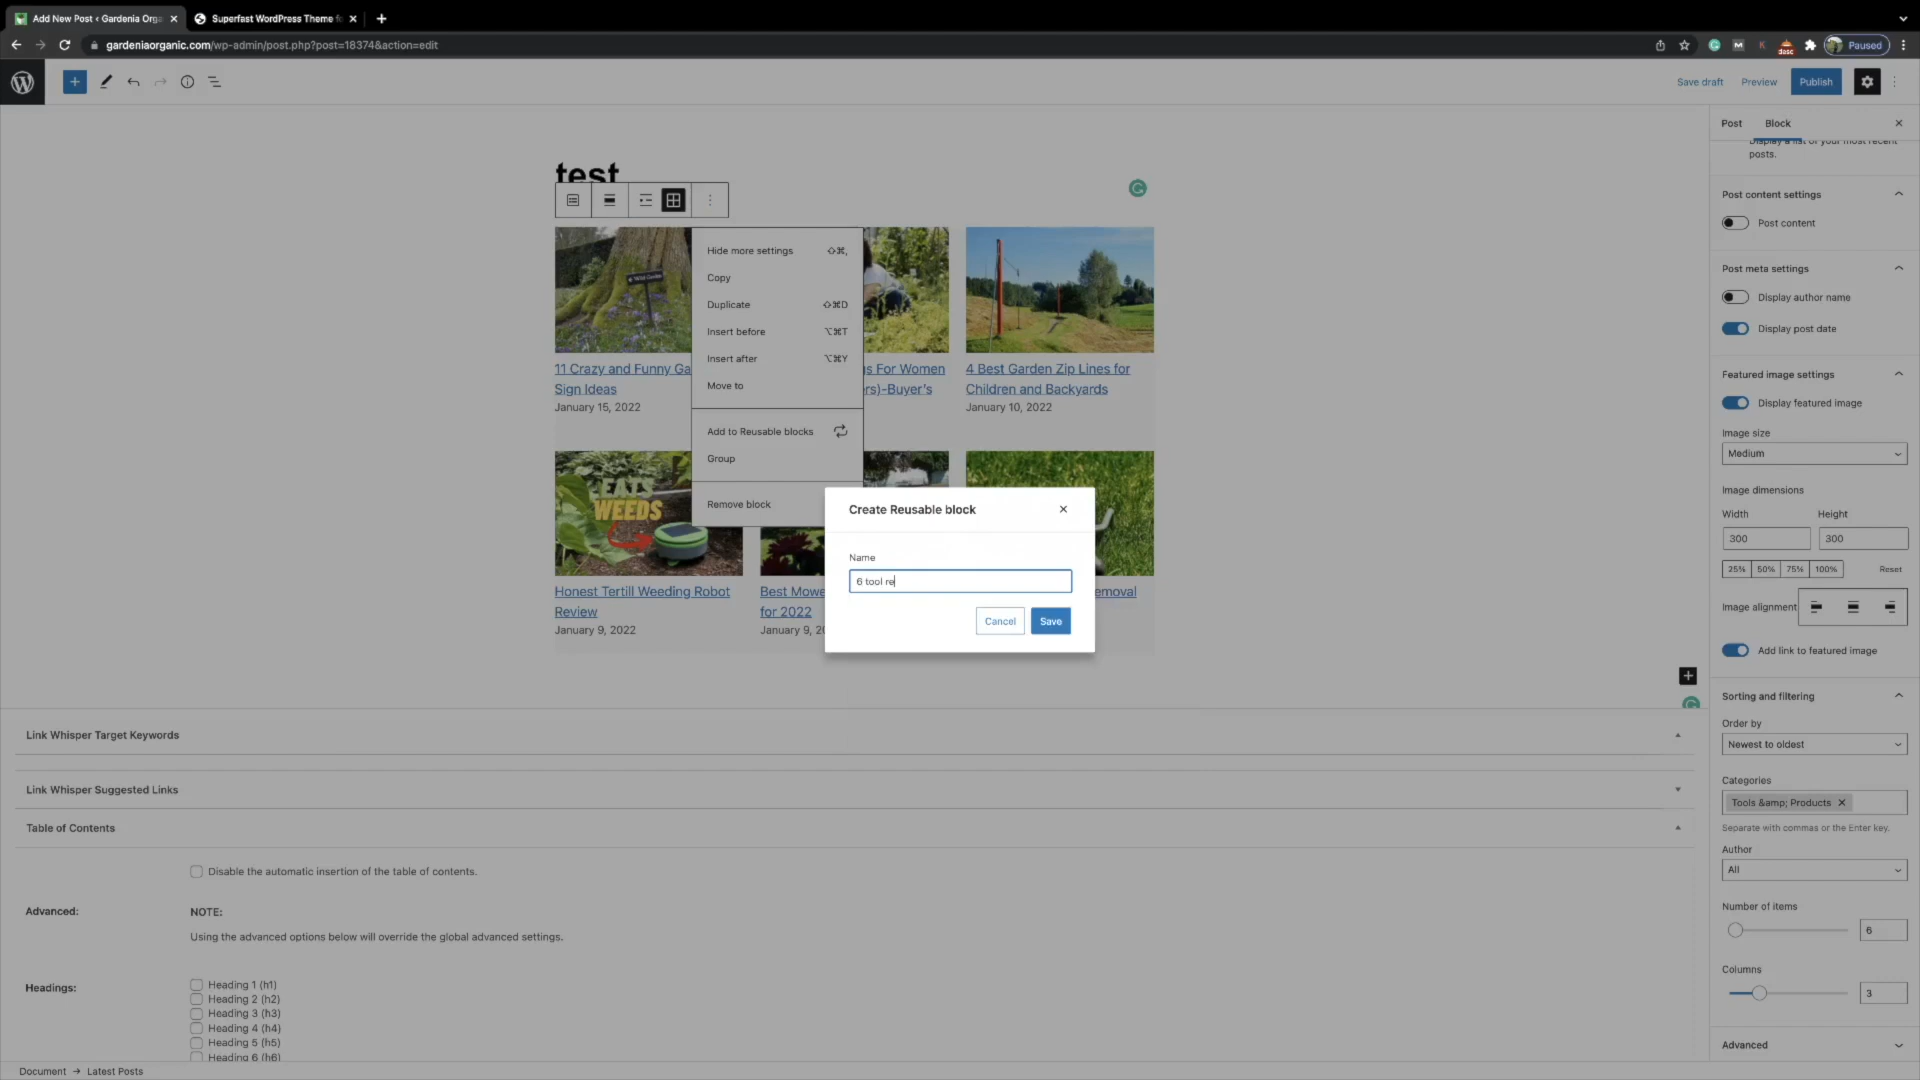 Add New Post ‹ Gardenia Orga
Superfast WordPress Theme fo
gardeniaorganic.com/wp-admin/post.php?post=18374&action=edit
M
K
desc
Paused
Save draft
Preview
Publish
Post
Block
Display a list of your most recent
posts.
test
Post content settings
Post content
Post meta settings
Display author name
Display post date
Featured image settings
Display featured image
Image size
Medium
Image dimensions
Width
Height
300
300
25%
50%
75%
100%
Reset
Image alignment
Add link to featured image
Sorting and filtering
Order by
Newest to oldest
Categories
Tools &amp; Products
Separate with commas or the Enter key.
Author
All
Number of items
6
Columns
3
Advanced
Hide more settings ⇧⌘,
Copy
Duplicate ⇧⌘D
Insert before ⌥⌘T
Insert after ⌥⌘Y
Move to
Add to Reusable blocks
Group
Remove block
11 Crazy and Funny Ga
Sign Ideas
January 15, 2022
s For Women
ers)-Buyer's
4 Best Garden Zip Lines for
Children and Backyards
January 10, 2022
EATS
WEEDS
Honest Tertill Weeding Robot
Review
January 9, 2022
Best Mowe
for 2022
January 9, 20
emoval
Create Reusable block
Name
6 tool re
Cancel
Save
Link Whisper Target Keywords
Link Whisper Suggested Links
Table of Contents
Disable the automatic insertion of the table of contents.
Advanced:
NOTE:
Using the advanced options below will override the global advanced settings.
Headings:
Heading 1 (h1)
Heading 2 (h2)
Heading 3 (h3)
Heading 4 (h4)
Heading 5 (h5)
Heading 6 (h6)
Document → Latest Posts